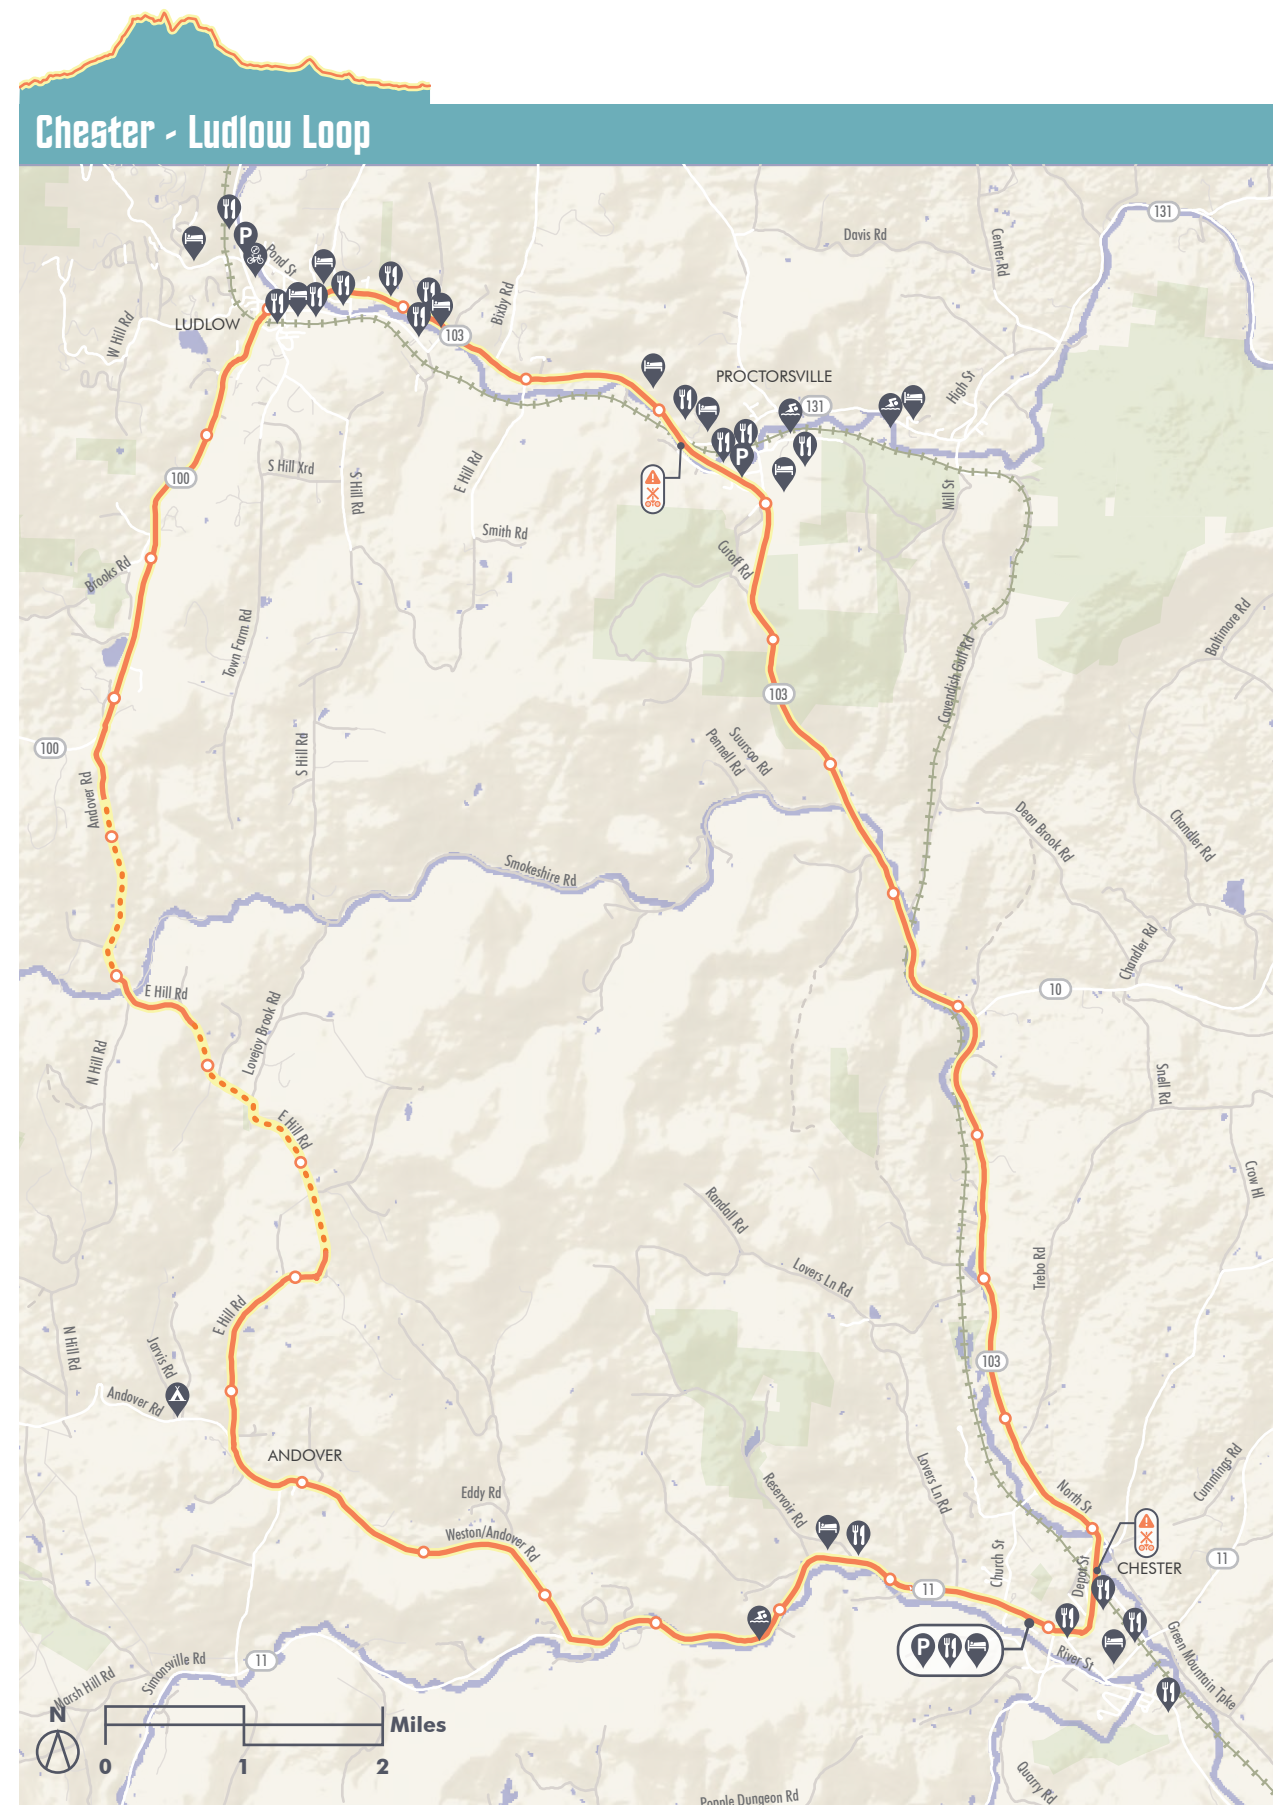 Chester - Ludlow Loop
131
Davis Rd
Center Rd
P
Pond St
LUDLOW
W Hill Rd
Bixby Rd
103
PROCTORSVILLE
131
High St
P
S Hill Xrd
S Hill Rd
E Hill Rd
100
Mill St
Smith Rd
Cutoff Rd
Brooks Rd
Town Farm Rd
Baltimore Rd
Cavendish Gulf Rd
103
100
S Hill Rd
Pennell Rd
Andover Rd
Dean Brook Rd
Chandler Rd
Smokeshire Rd
Chandler Rd
E Hill Rd
10
Lovejoy Brook Rd
N Hill Rd
Snell Rd
E Hill Rd
Crow Hl
Randall Rd
Lovers Ln Rd
Trebo Rd
E Hill Rd
N Hill Rd
Jarvis Rd
103
Andover Rd
ANDOVER
Lovers Ln Rd
Cummings Rd
Eddy Rd
Reservoir Rd
North St
Weston/Andover Rd
Church St
Depot St
CHESTER
11
11
P
River St
Green Mountain Tpke
Simonsville Rd
11
Marsh Hill Rd
N
Miles
0 1 2
Quarry Rd
Popple Dungeon Rd